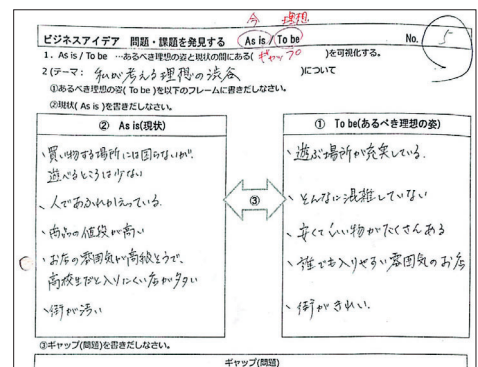 今 理想
ビジネスアイデア 問題・課題を発見する As is / To be No. 5
1．As is / To be …あるべき理想の姿と現状の間にある( ギャップ )を可視化する。
2 (テーマ： 私が考える理想の渋谷 )について
①あるべき理想の姿( To be )を以下のフレームに書きだしなさい。
②現状( As is )を書きだしなさい。
② As is(現状)
、買い物する場所には困らないが、
遊べるところは少ない
、人であふれかえっている.
、商品の値段が高い
、お店の雰囲気が高級そうで、
高校生だと入りにくい店が多い
、街が汚い
③
① To be(あるべき理想の姿)
、遊ぶ場所が充実している.
、そんなに混雑していない
、安くていい物がたくさんある
、誰でも入りやすい雰囲気のお店
、街がきれい.
③ギャップ(問題)を書きだしなさい。
ギャップ(問題)